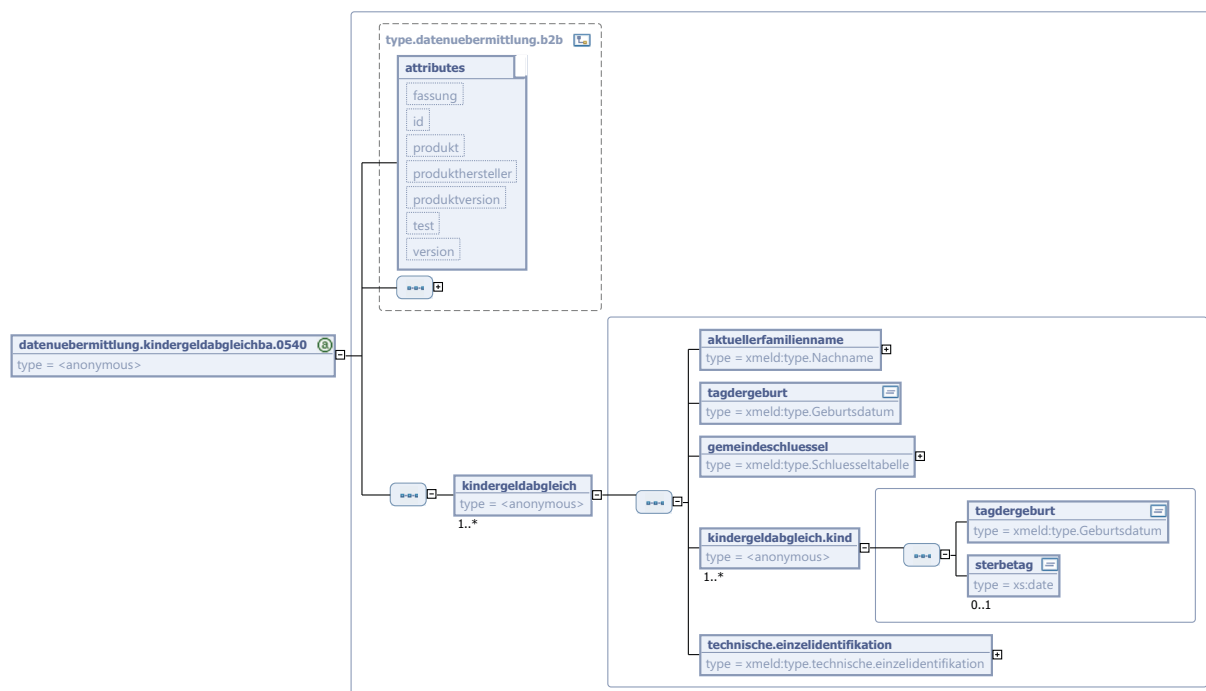 type.datenuebermittlung.b2b
attributes
fassung
id
produkt
produkthersteller
produktversion
test
version
datenuebermittlung.kindergeldabgleichba.0540
a
type = <anonymous>
kindergeldabgleich
type = <anonymous>
1..*
aktuellerfamilienname
type = xmeld:type.Nachname
tagdergeburt
type = xmeld:type.Geburtsdatum
gemeindeschluessel
type = xmeld:type.Schluesseltabelle
kindergeldabgleich.kind
type = <anonymous>
1..*
tagdergeburt
type = xmeld:type.Geburtsdatum
sterbetag
type = xs:date
0..1
technische.einzelidentifikation
type = xmeld:type.technische.einzelidentifikation